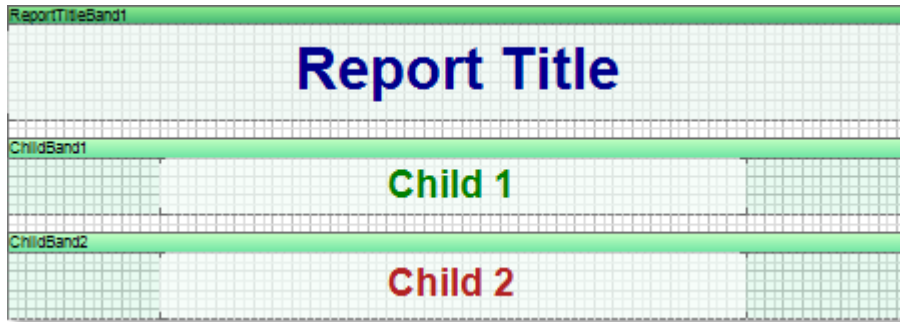 ReportTitleBand1
Report Title
ChildBand1
Child 1
ChildBand2
Child 2